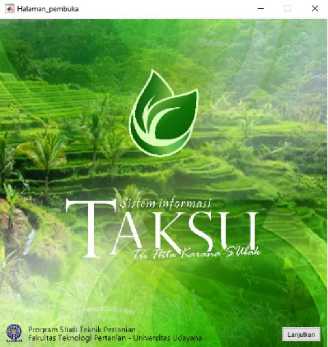 Halaman_pembuka
Sistem Informasi
TAKSU
Tri Hita Karana SUbak
Program Studi Teknik Pertanian
Fakultas Teknologi Pertanian - Universitas Udayana
Lanjutkan